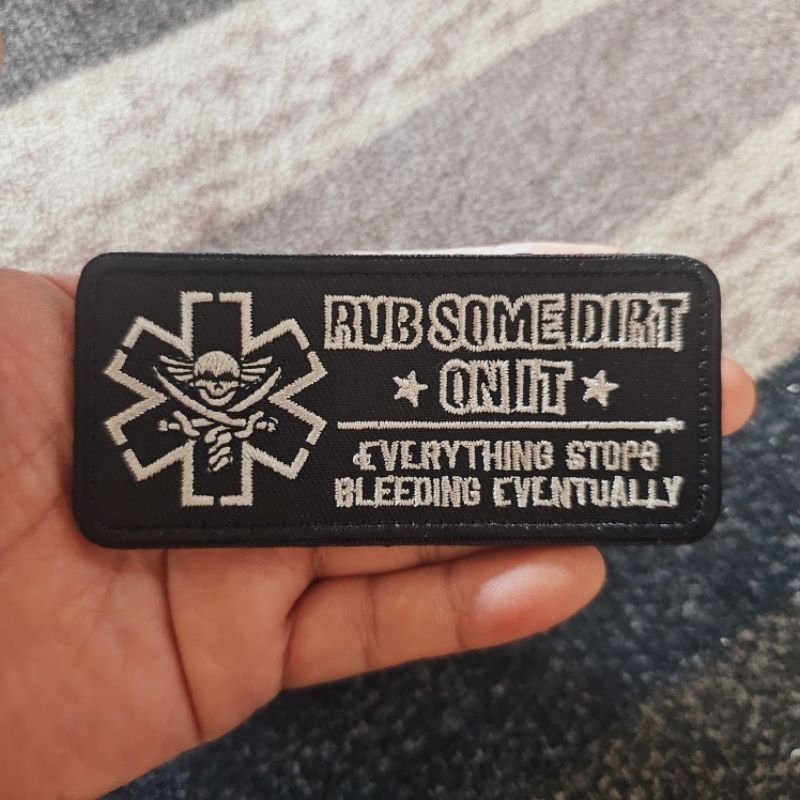 RUB SOME DIRT
ON IT
EVERYTHING STOPS
BLEEDING EVENTUALLY